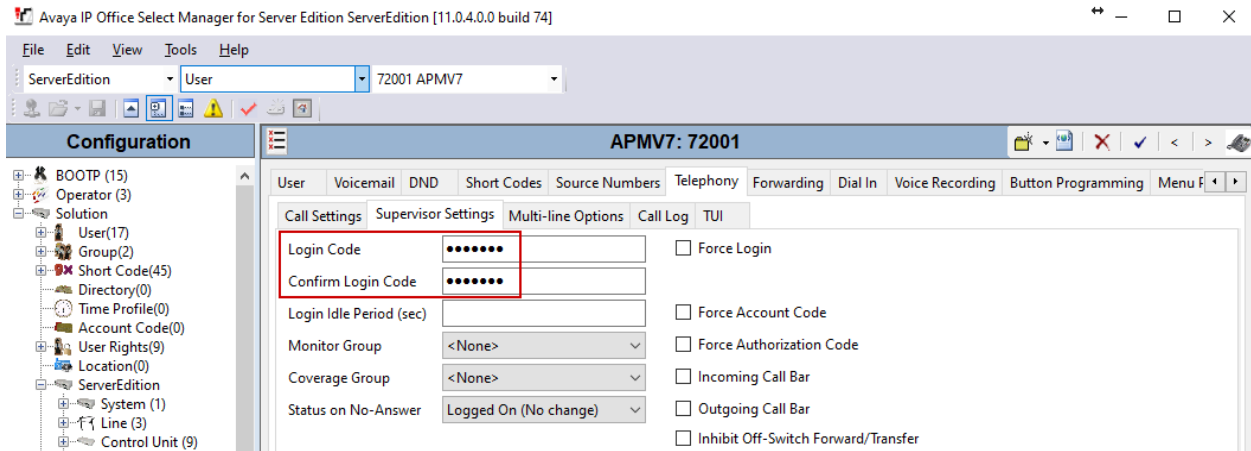 Avaya IP Office Select Manager for Server Edition ServerEdition [11.0.4.0.0 build 74]
File Edit View Tools Help
ServerEdition User 72001 APMV7
Configuration
APMV7: 72001
BOOTP (15)
Operator (3)
Solution
User(17)
Group(2)
Short Code(45)
Directory(0)
Time Profile(0)
Account Code(0)
User Rights(9)
Location(0)
ServerEdition
System (1)
Line (3)
Control Unit (9)
User Voicemail DND Short Codes Source Numbers Telephony Forwarding Dial In Voice Recording Button Programming Menu
Call Settings Supervisor Settings Multi-line Options Call Log TUI
Login Code ●●●●●●● Force Login
Confirm Login Code ●●●●●●●
Login Idle Period (sec) Force Account Code
Monitor Group <None> Force Authorization Code
Coverage Group <None> Incoming Call Bar
Status on No-Answer Logged On (No change) Outgoing Call Bar
Inhibit Off-Switch Forward/Transfer